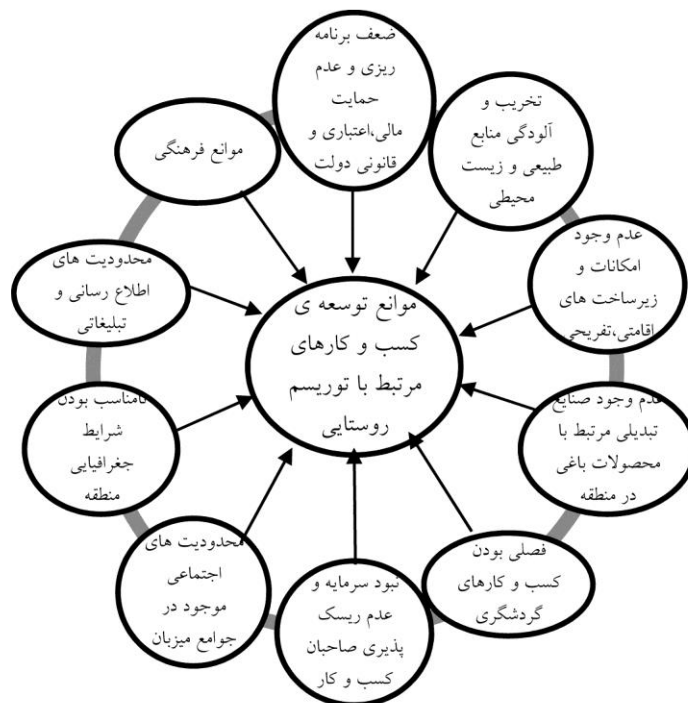 ضعف برنامه
ریزی و عدم
حمایت
مالی،اعتباری و
قانونی دولت
تخریب و
آلودگی منابع
طبیعی و زیست
محیطی
عدم وجود
امکانات و
زیرساخت های
اقامتی،تفریحی
عدم وجود صنایع
تبدیلی مرتبط با
محصولات باغی
در منطقه
فصلی بودن
کسب و کارهای
گردشگری
نبود سرمایه و
عدم ریسک
پذیری صاحبان
کسب و کار
محدودیت های
اجتماعی
موجود در
جوامع میزبان
نامناسب بودن
شرایط
جغرافیایی
منطقه
محدودیت های
اطلاع رسانی و
تبلیغاتی
موانع فرهنگی
موانع توسعه ی
کسب و کارهای
مرتبط با توریسم
روستایی